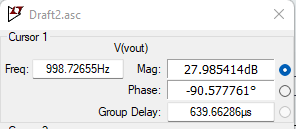 Draft2.asc
Cursor 1
V(vout)
Freq: 998.72655Hz Mag: 27.985414dB
Phase: -90.577761°
Group Delay: 639.66286µs